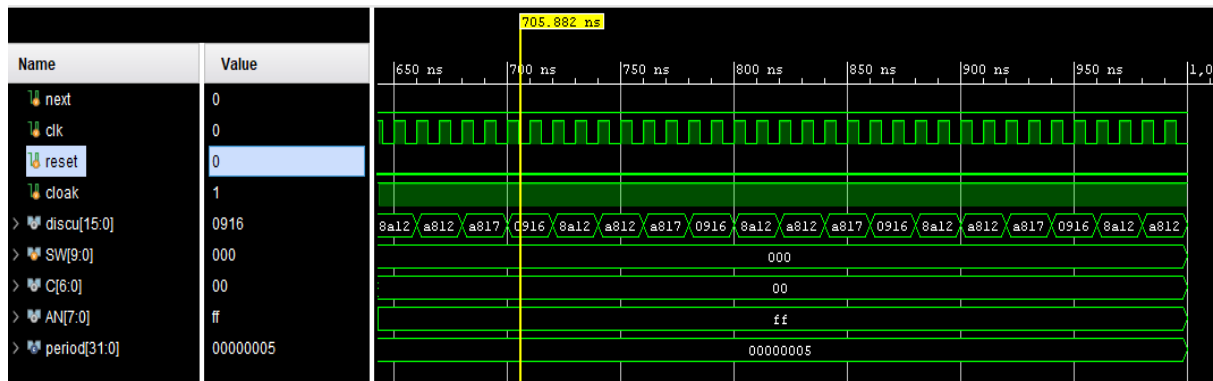 705.882 ns
Name Value
650 ns 700 ns 750 ns 800 ns 850 ns 900 ns 950 ns 1,0
next 0
clk 0
reset 0
cloak 1
discu[15:0] 0916 8a12 a812 a817 0916 8a12 a812 a817 0916 8a12 a812 a817 0916 8a12 a812 a817 0916 8a12 a812
SW[9:0] 000 000
C[6:0] 00 00
AN[7:0] ff ff
period[31:0] 00000005 00000005